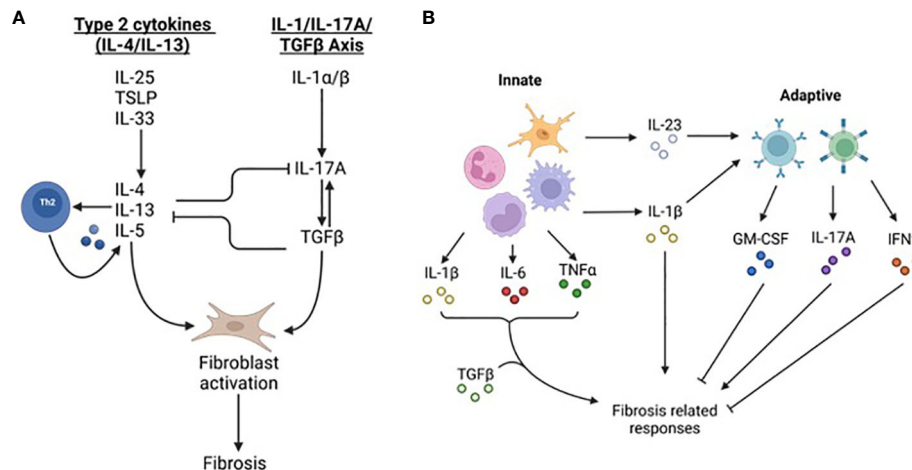 A
Type 2 cytokines
(IL-4/IL-13)
IL-25
TSLP
IL-33
Th2
IL-4
IL-13
IL-5
IL-1/IL-17A/
TGFβ Axis
IL-1α/β
IL-17A
TGFβ
Fibroblast
activation
Fibrosis
B
Innate
Adaptive
IL-23
IL-1β
IL-1β
IL-6
TNFα
TGFβ
GM-CSF
IL-17A
IFN
Fibrosis related
responses